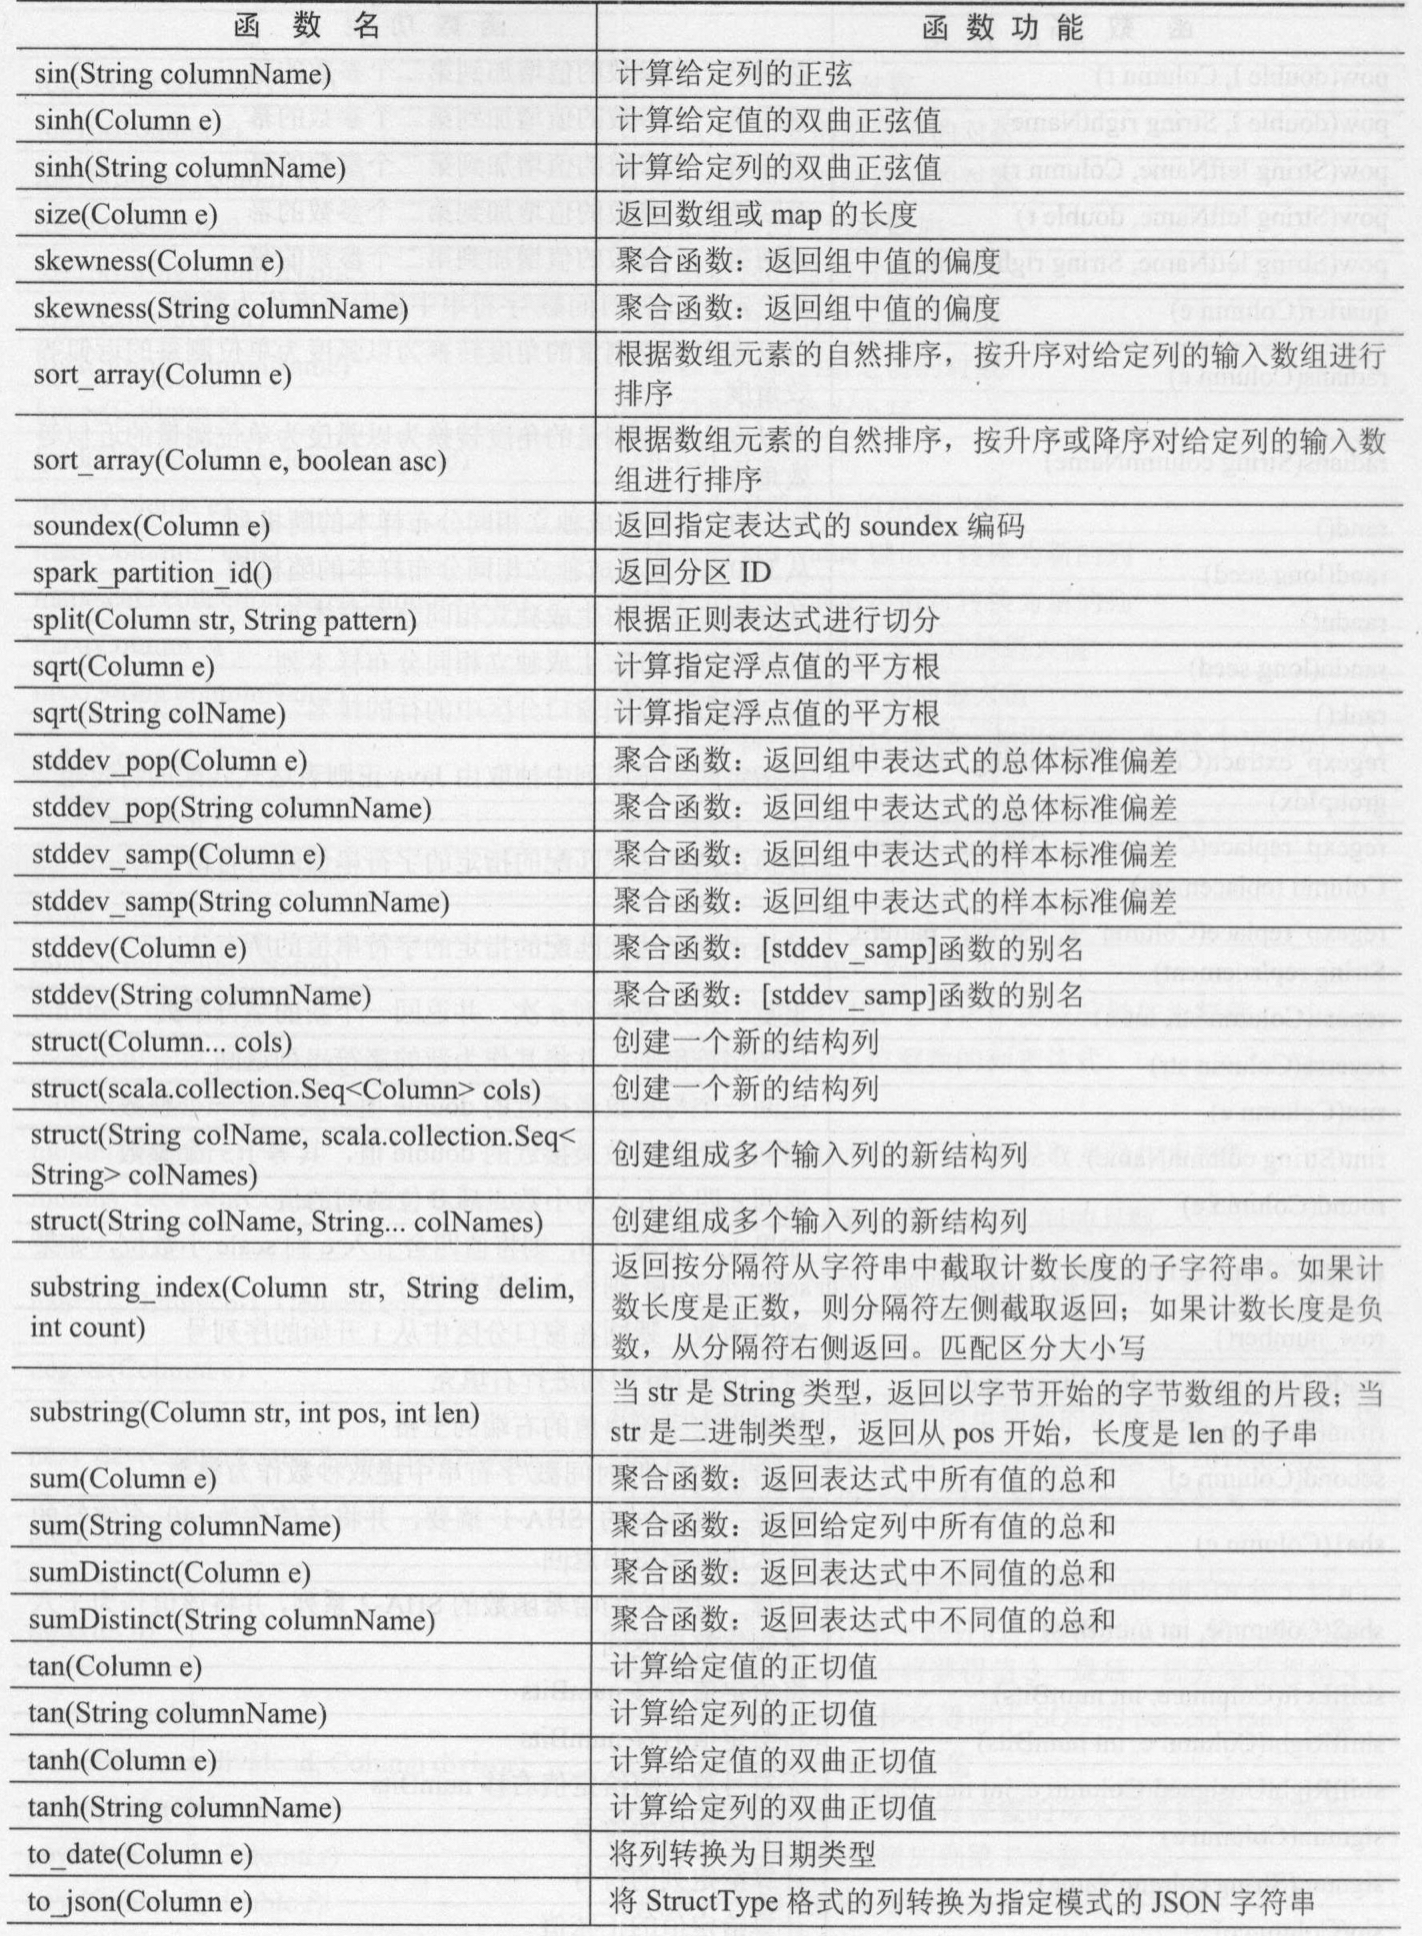 函 数 名 函 数 功 能
sin(String columnName) 计算给定列的正弦
sinh(Column e) 计算给定值的双曲正弦值
sinh(String columnName) 计算给定列的双曲正弦值
size(Column e) 返回数组或 map 的长度
skewness(Column e) 聚合函数：返回组中值的偏度
skewness(String columnName) 聚合函数：返回组中值的偏度
sort_array(Column e) 根据数组元素的自然排序，按升序对给定列的输入数组进行
排序
sort_array(Column e, boolean asc) 根据数组元素的自然排序，按升序或降序对给定列的输入数
组进行排序
soundex(Column e) 返回指定表达式的 soundex 编码
spark_partition_id() 返回分区 ID
split(Column str, String pattern) 根据正则表达式进行切分
sqrt(Column e) 计算指定浮点值的平方根
sqrt(String colName) 计算指定浮点值的平方根
stddev_pop(Column e) 聚合函数：返回组中表达式的总体标准偏差
stddev_pop(String columnName) 聚合函数：返回组中表达式的总体标准偏差
stddev_samp(Column e) 聚合函数：返回组中表达式的样本标准偏差
stddev_samp(String columnName) 聚合函数：返回组中表达式的样本标准偏差
stddev(Column e) 聚合函数：[stddev_samp]函数的别名
stddev(String columnName) 聚合函数：[stddev_samp]函数的别名
struct(Column... cols) 创建一个新的结构列
struct(scala.collection.Seq<Column> cols) 创建一个新的结构列
struct(String colName, scala.collection.Seq<
String> colNames) 创建组成多个输入列的新结构列
struct(String colName, String... colNames) 创建组成多个输入列的新结构列
substring_index(Column str, String delim,
int count) 返回按分隔符从字符串中截取计数长度的子字符串。如果计
数长度是正数，则分隔符左侧截取返回；如果计数长度是负
数，从分隔符右侧返回。匹配区分大小写
substring(Column str, int pos, int len) 当 str 是 String 类型，返回以字节开始的字节数组的片段；当
str 是二进制类型，返回从 pos 开始，长度是 len 的子串
sum(Column e) 聚合函数：返回表达式中所有值的总和
sum(String columnName) 聚合函数：返回给定列中所有值的总和
sumDistinct(Column e) 聚合函数：返回表达式中不同值的总和
sumDistinct(String columnName) 聚合函数：返回表达式中不同值的总和
tan(Column e) 计算给定值的正切值
tan(String columnName) 计算给定列的正切值
tanh(Column e) 计算给定值的双曲正切值
tanh(String columnName) 计算给定列的双曲正切值
to_date(Column e) 将列转换为日期类型
to_json(Column e) 将 StructType 格式的列转换为指定模式的 JSON 字符串